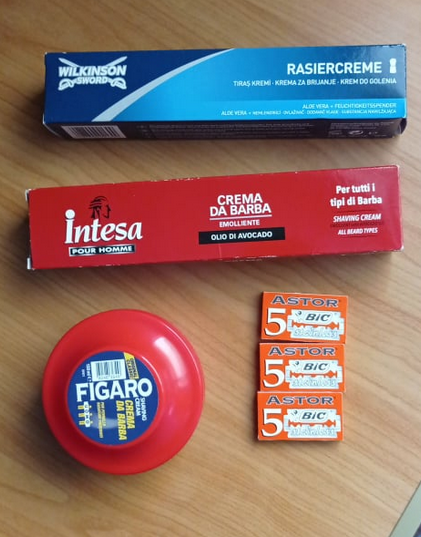 WILKINSON
SWORD
RASIERCREME
TIRAŞ KREMİ · KREMA ZA BRIJANJE · KREM DO GOLENIA
ALOE VERA + FEUCHTIGKEITSSPENDER
intesa
POUR HOMME
CREMA
DA BARBA
EMOLLIENTE
OLIO DI AVOCADO
Per tutti i
tipi di Barba
SHAVING CREAM
ALL BEARD TYPES
FIGARO
SHAVING
CREAM
CREMA
DA BARBA
ASTOR
5 BiC
ASTOR
5 BiC
ASTOR
5 BiC